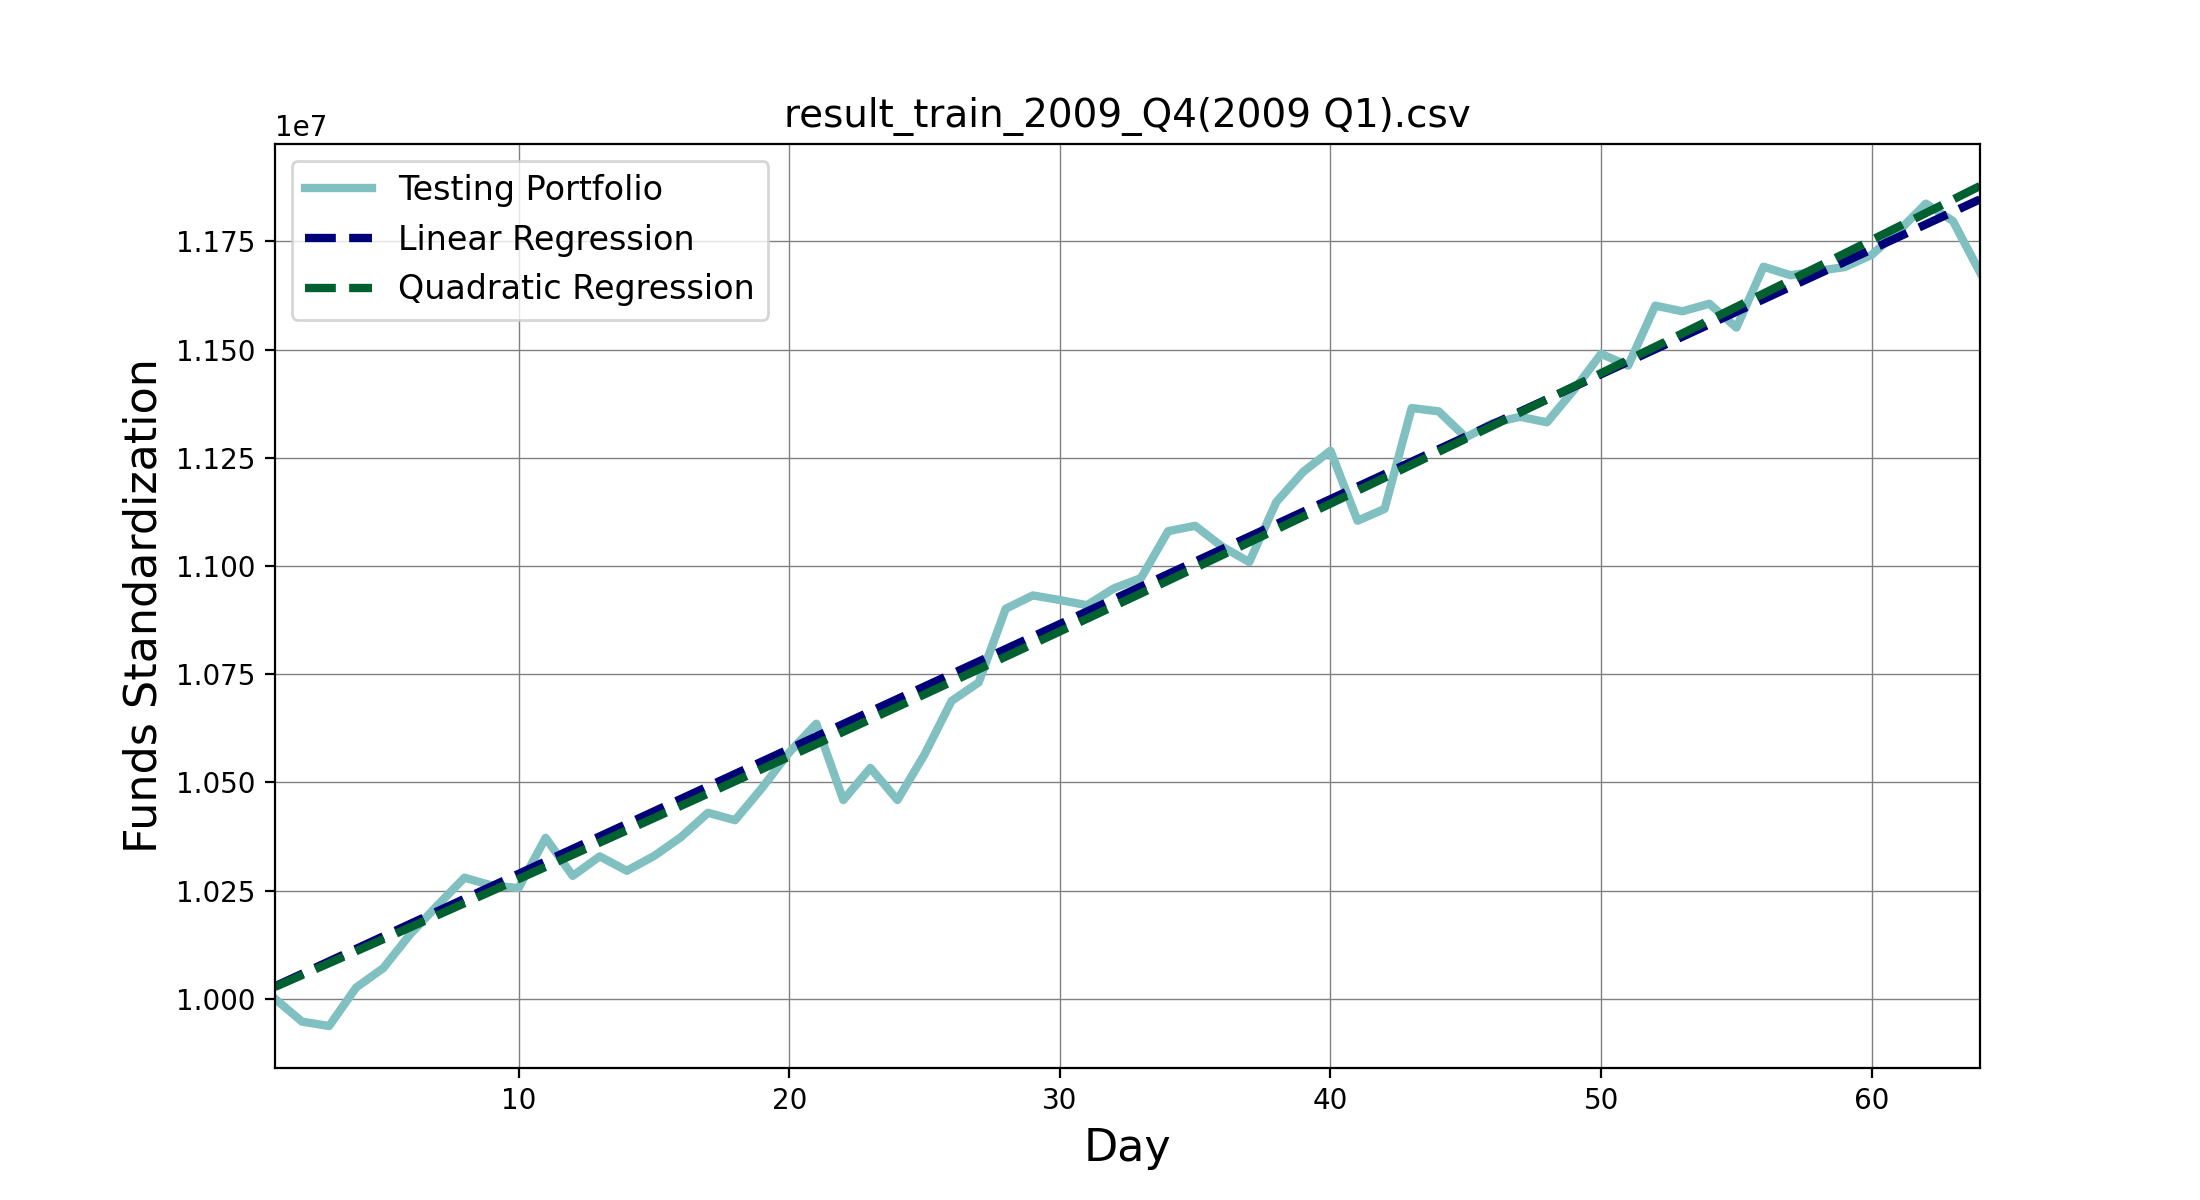 result_train_2009_Q4(2009 Q1).csv
1e7
Testing Portfolio
Linear Regression
Quadratic Regression
1.175
1.150
1.125
1.100
1.075
1.050
1.025
1.000
Funds Standardization
10 20 30 40 50 60
Day